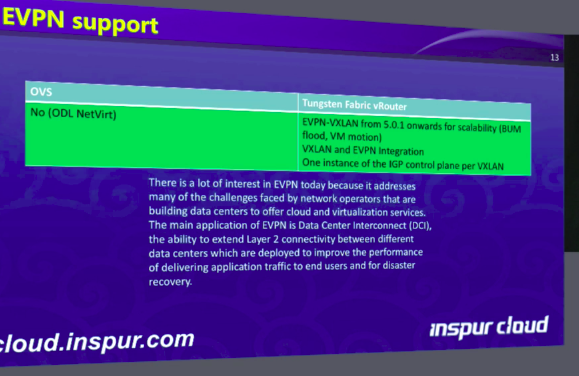 EVPN support
13
OVS
Tungsten Fabric vRouter
No (ODL NetVirt)
EVPN-VXLAN from 5.0.1 onwards for scalability (BUM
flood, VM motion)
VXLAN and EVPN Integration
One instance of the IGP control plane per VXLAN
There is a lot of interest in EVPN today because it addresses
many of the challenges faced by network operators that are
building data centers to offer cloud and virtualization services.
The main application of EVPN is Data Center Interconnect (DCI),
the ability to extend Layer 2 connectivity between different
data centers which are deployed to improve the performance
of delivering application traffic to end users and for disaster
recovery.
cloud.inspur.com
inspur cloud